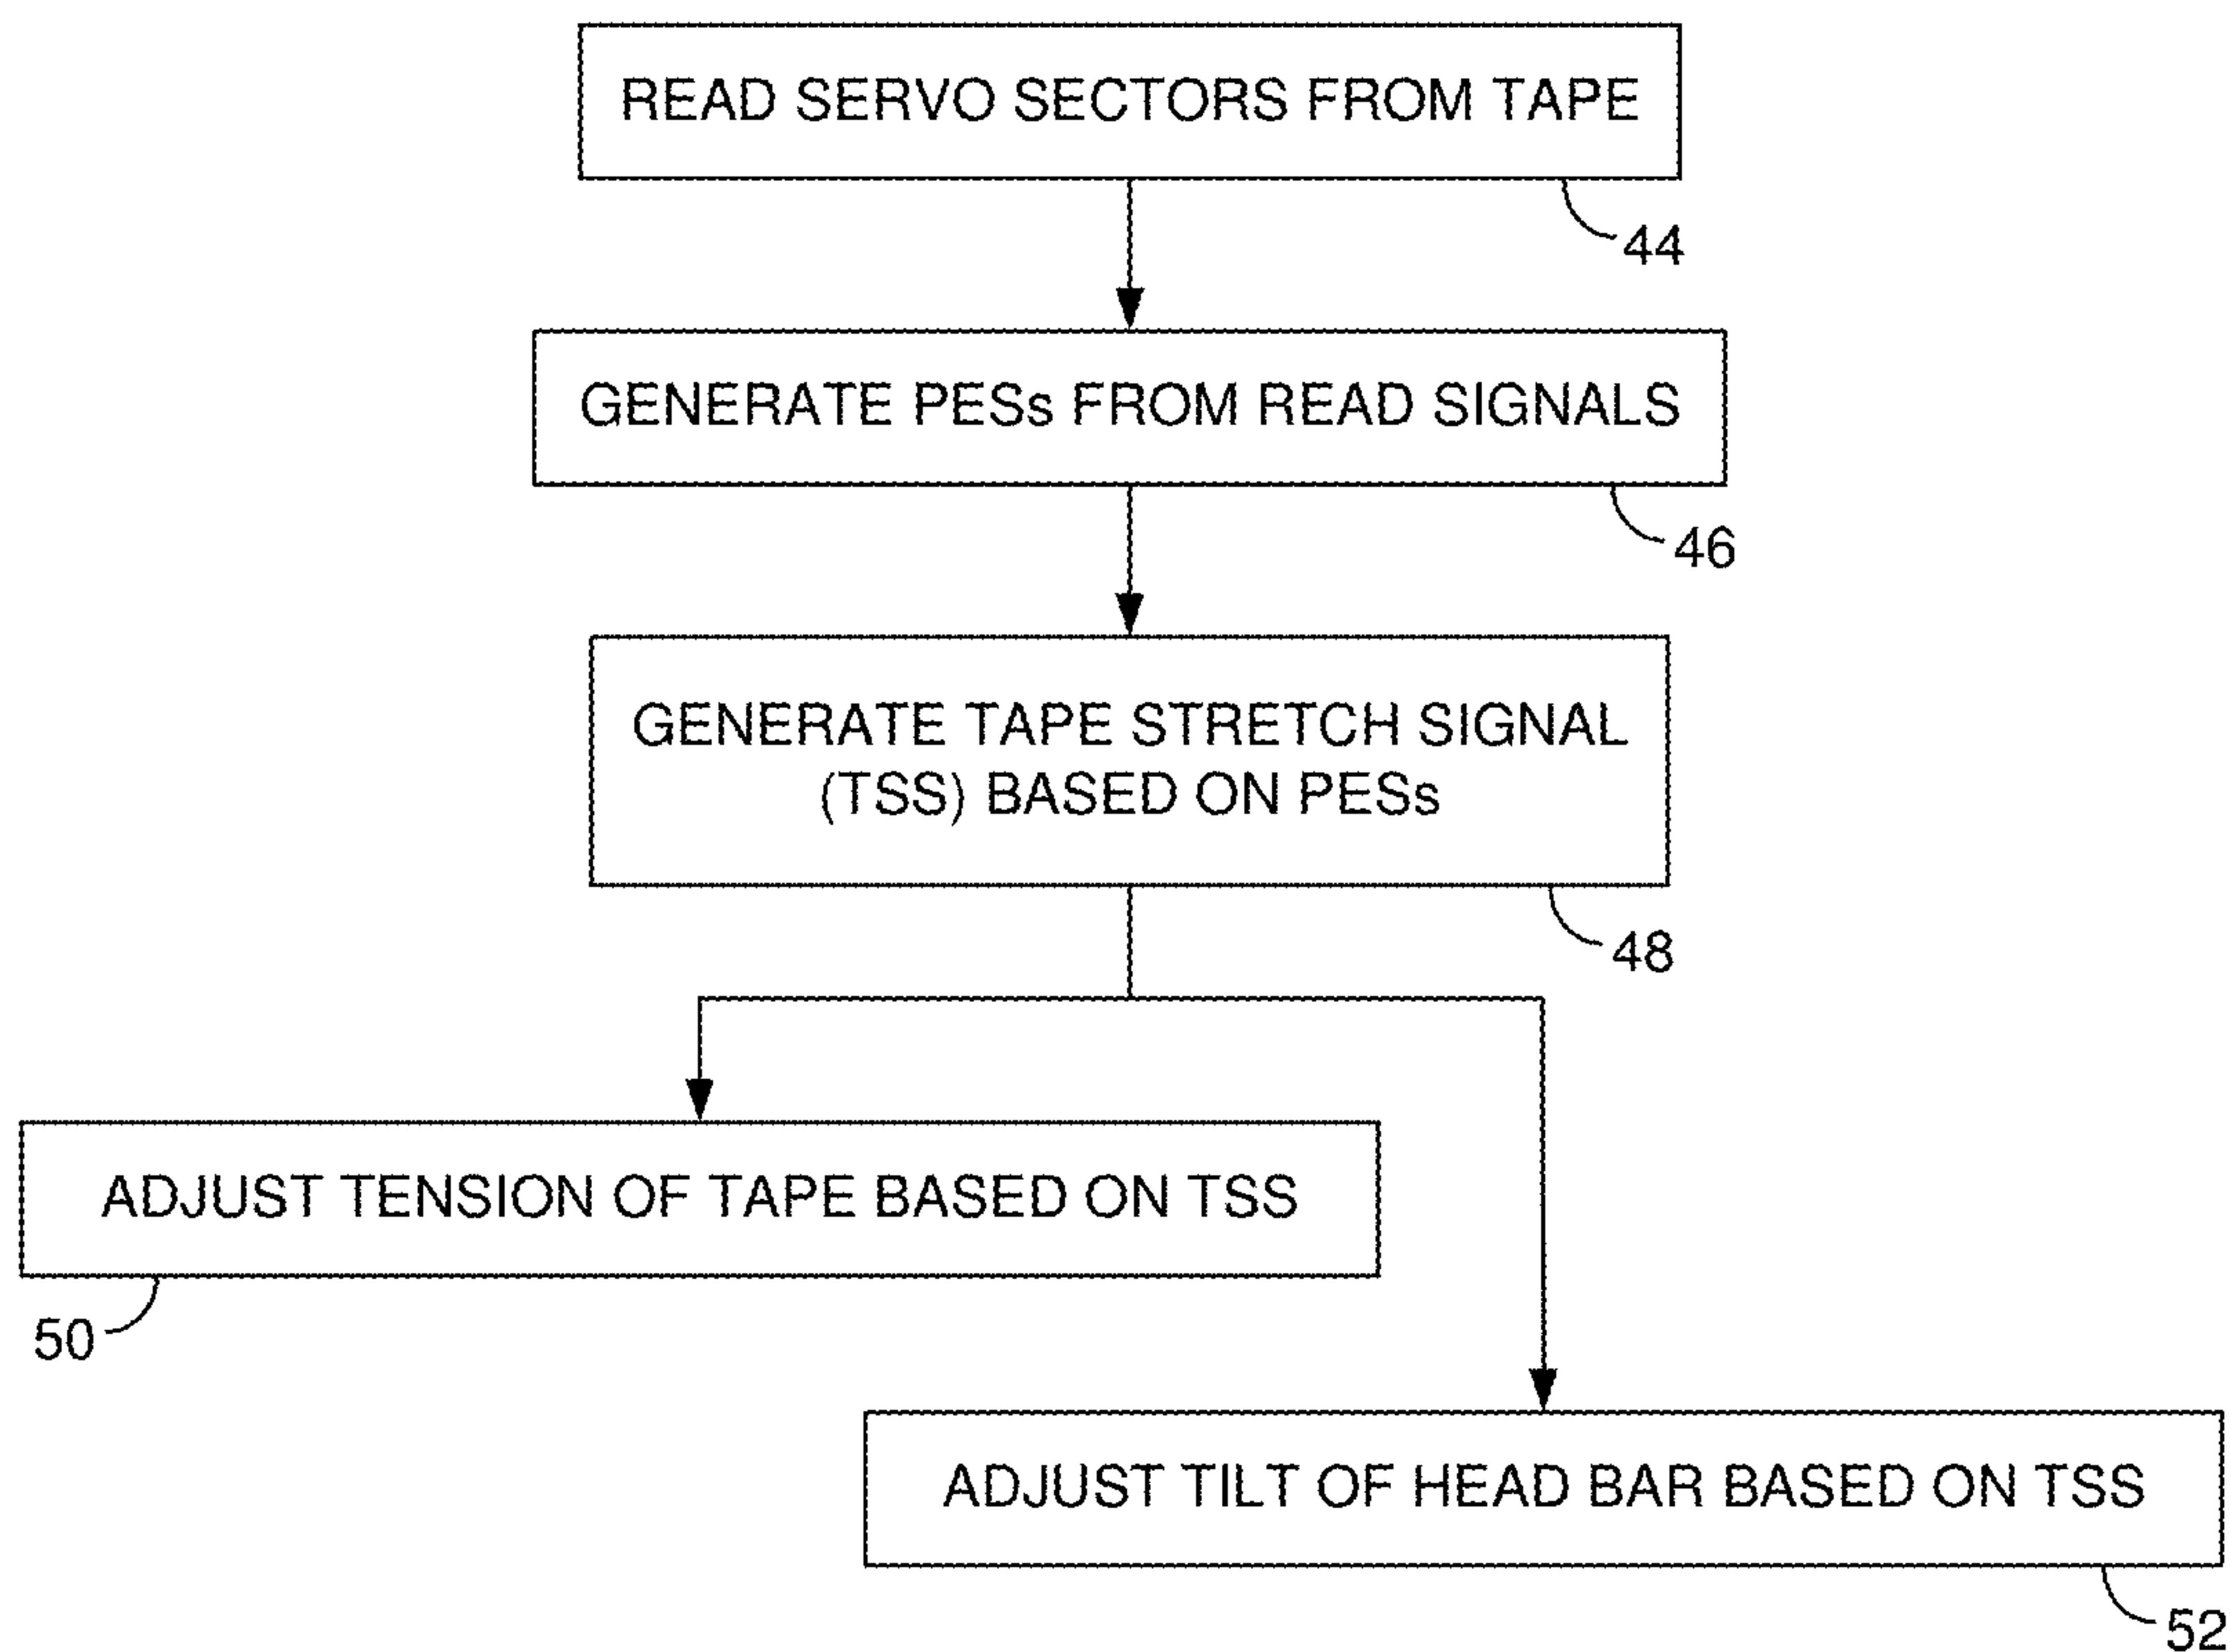 READ SERVO SECTORS FROM TAPE
44
GENERATE PESs FROM READ SIGNALS
46
GENERATE TAPE STRETCH SIGNAL
(TSS) BASED ON PESs
48
ADJUST TENSION OF TAPE BASED ON TSS
50
ADJUST TILT OF HEAD BAR BASED ON TSS
52